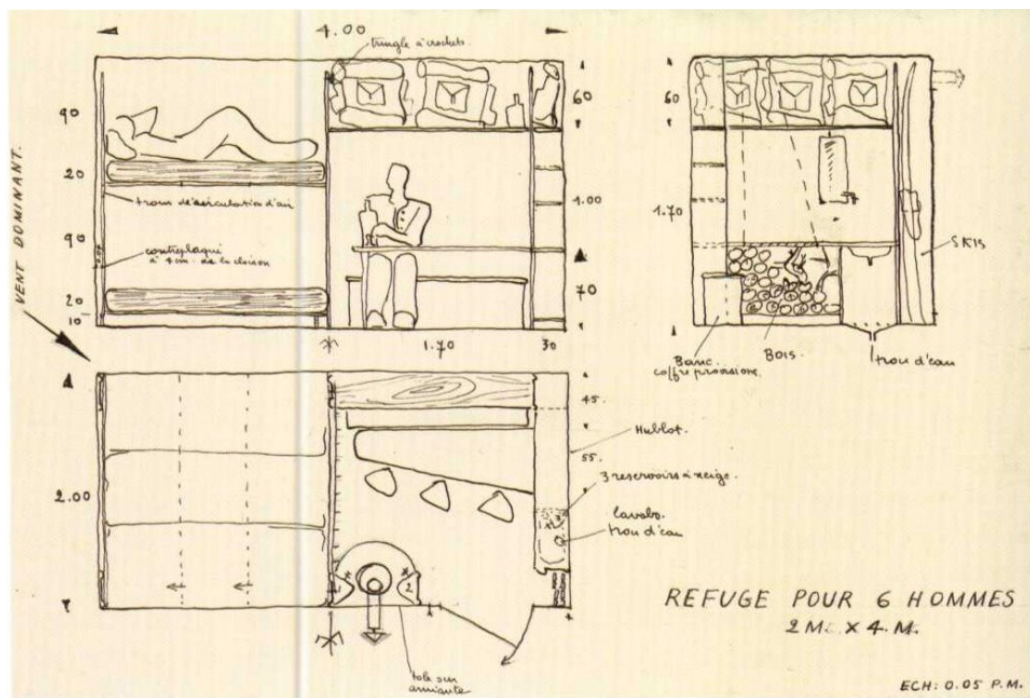 4.00
tringle à crochets
90
20
90
20
10
trous de circulation d'air
contreplaqué
à 4 cm. de la cloison
VENT DOMINANT.
60
1.00
70
1.70
30
60
1.70
SKIS
Banc.
coffre provisions.
BOIS.
trou d'eau
2.00
45.
Hublot.
55.
3 reservoirs à neige.
lavabo.
trou d'eau
1
2
tole sur
amiante
REFUGE POUR 6 HOMMES
2 M. X 4. M.
ECH: 0.05 P.M.